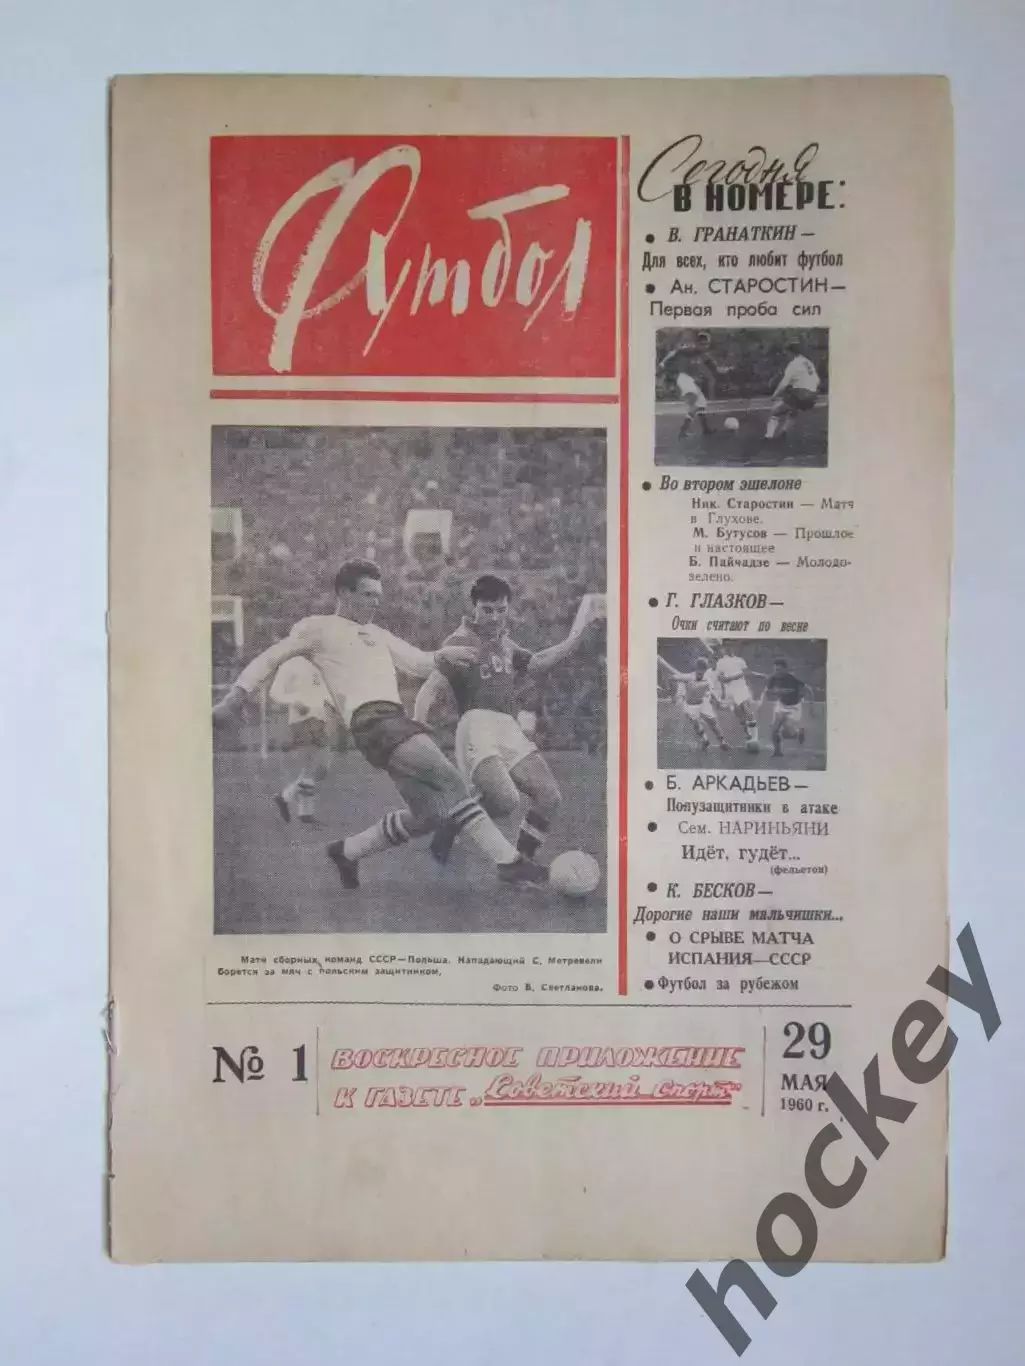 Футбол
Сегодня
В НОМЕРЕ:
• В. ГРАНАТКИН —
Для всех, кто любит футбол
• Ан. СТАРОСТИН —
Первая проба сил
• Во втором эшелоне
Ник. Старостин — Матч
в Глухове.
М. Бутусов — Прошлое
и настоящее
Б. Пайчадзе — Молодо-
зелено.
• Г. ГЛАЗКОВ —
Очки считают по весне
• Б. АРКАДЬЕВ —
Полузащитники в атаке
• Сем. НАРИНЬЯНИ
Идёт, гудёт...
(фельетон)
• К. БЕСКОВ —
Дорогие наши мальчишки...
• О СРЫВЕ МАТЧА
ИСПАНИЯ—СССР
• Футбол за рубежом
СССР
Матч сборных команд СССР—Польша. Нападающий С. Метревели
борется за мяч с польским защитником.
Фото В. Светланова.
№ 1
ВОСКРЕСНОЕ ПРИЛОЖЕНИЕ
К ГАЗЕТЕ „Советский спорт“
29
МАЯ
1960 г.
hockey